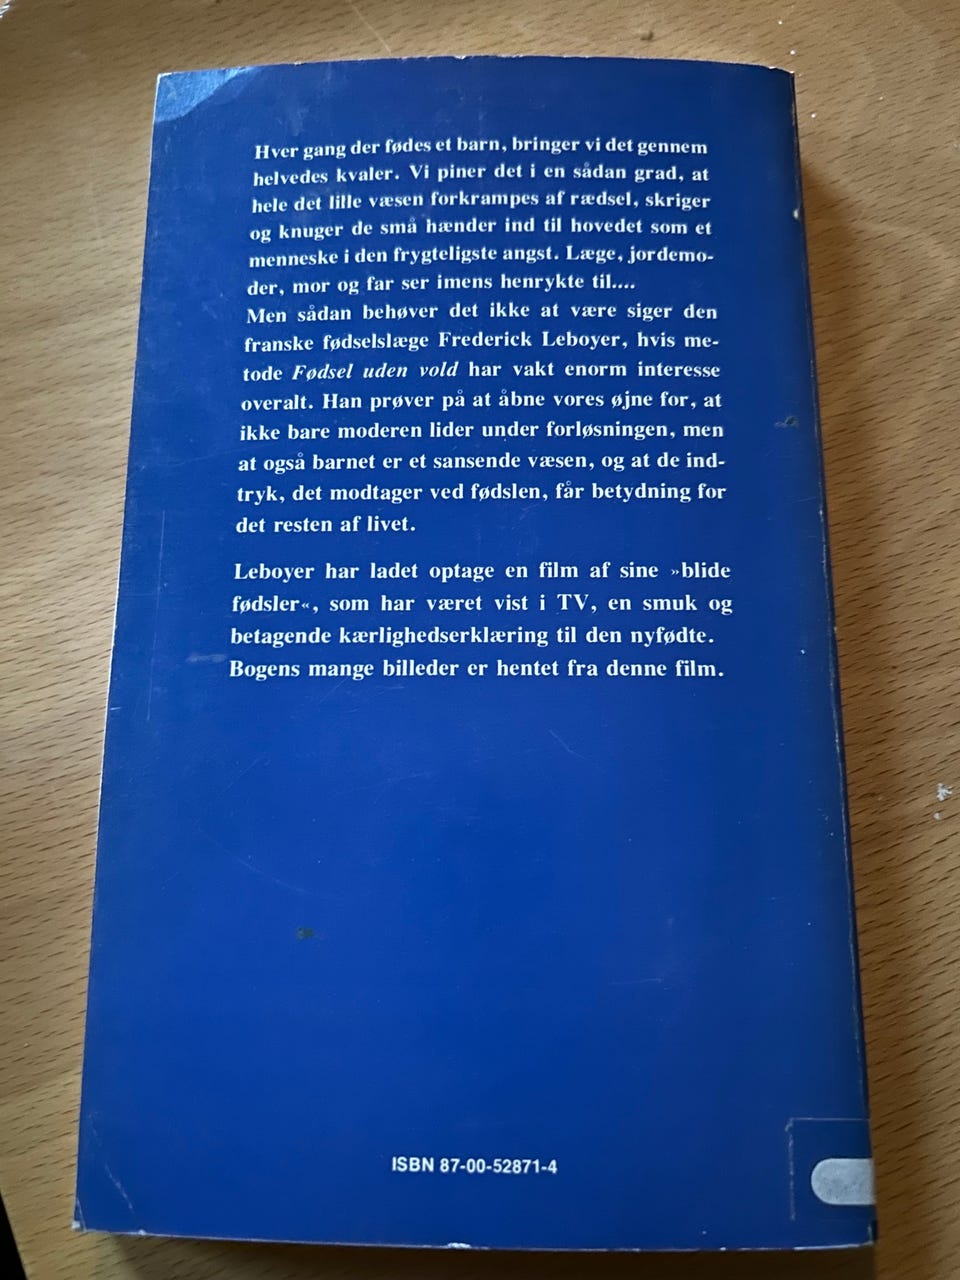 Hver gang der fødes et barn, bringer vi det gennem
helvedes kvaler. Vi piner det i en sådan grad, at
hele det lille væsen forkrampes af rædsel, skriger
og knuger de små hænder ind til hovedet som et
menneske i den frygteligste angst. Læge, jordemo-
der, mor og far ser imens henrykte til....
Men sådan behøver det ikke at være siger den
franske fødselslæge Frederick Leboyer, hvis me-
tode Fødsel uden vold har vakt enorm interesse
overalt. Han prøver på at åbne vores øjne for, at
ikke bare moderen lider under forløsningen, men
at også barnet er et sansende væsen, og at de ind-
tryk, det modtager ved fødslen, får betydning for
det resten af livet.
Leboyer har ladet optage en film af sine »blide
fødsler«, som har været vist i TV, en smuk og
betagende kærlighedserklæring til den nyfødte.
Bogens mange billeder er hentet fra denne film.
ISBN 87-00-52871-4